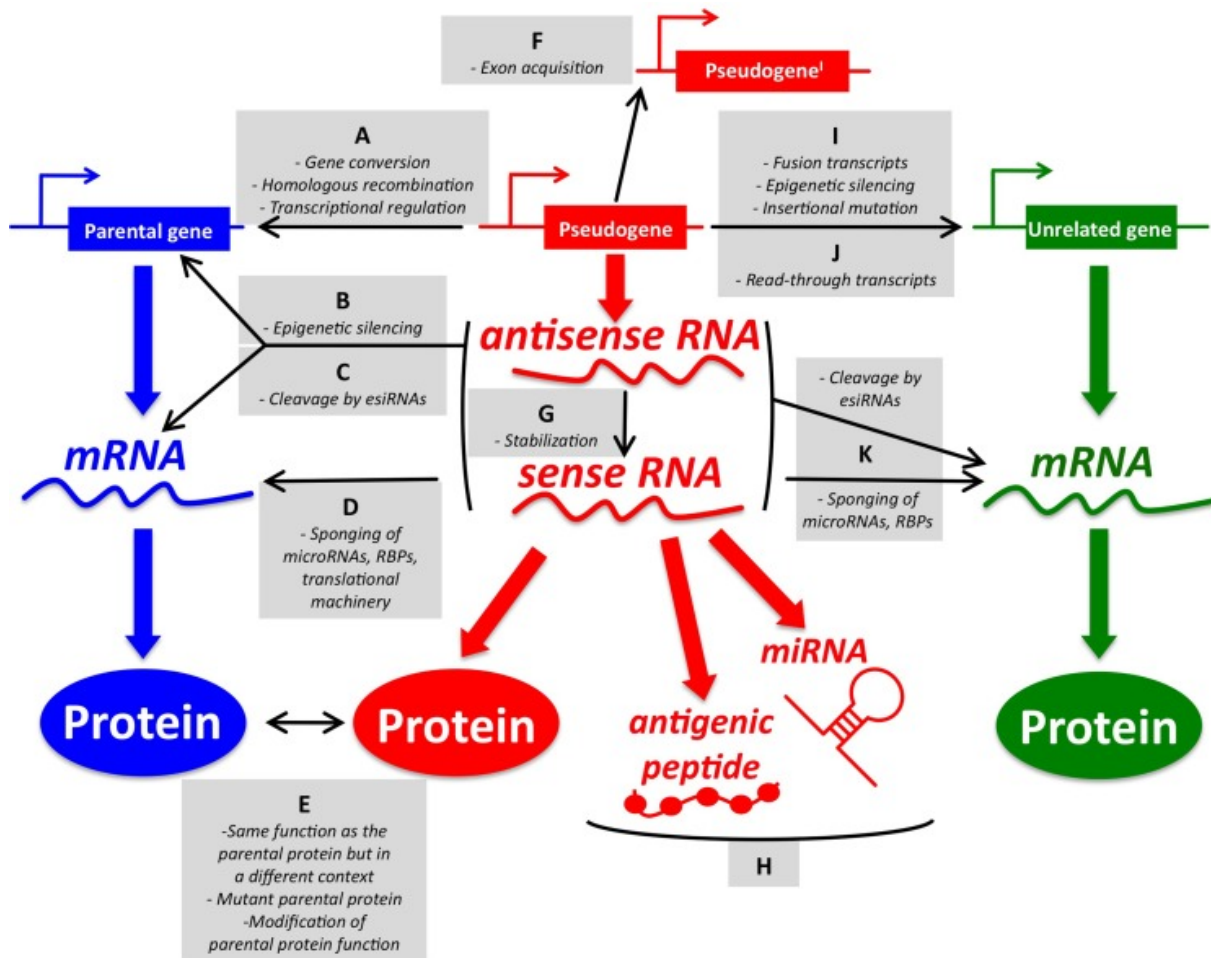 F
- Exon acquisition
Pseudogeneᴵ
A
- Gene conversion
- Homologous recombination
- Transcriptional regulation
I
- Fusion transcripts
- Epigenetic silencing
- Insertional mutation
Parental gene
Pseudogene
Unrelated gene
J
- Read-through transcripts
B
- Epigenetic silencing
antisense RNA
C
- Cleavage by esiRNAs
- Cleavage by
esiRNAs
G
- Stabilization
mRNA
sense RNA
K
mRNA
D
- Sponging of
microRNAs, RBPs,
translational
machinery
- Sponging of
microRNAs, RBPs
miRNA
Protein
Protein
antigenic
peptide
Protein
E
-Same function as the
parental protein but in
a different context
- Mutant parental protein
-Modification of
parental protein function
H